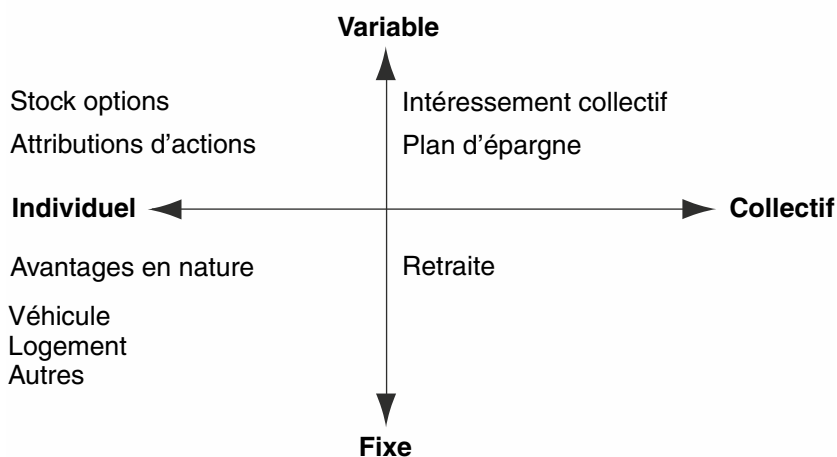 Variable
Stock options
Intéressement collectif
Attributions d'actions
Plan d'épargne
Individuel
Collectif
Avantages en nature
Retraite
Véhicule
Logement
Autres
Fixe